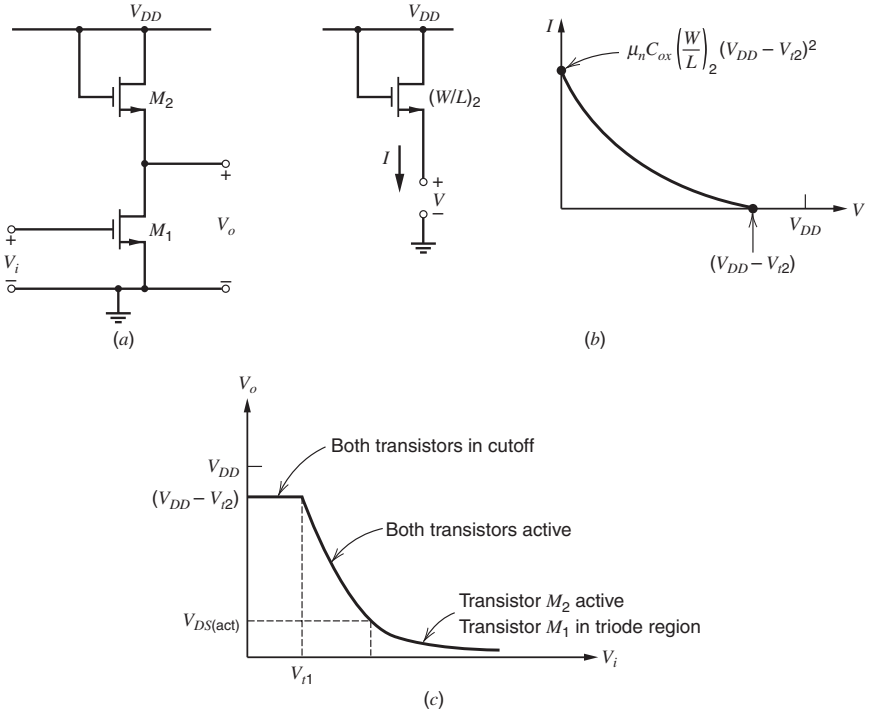 V_DD
M_2
+
M_1
+
V_i
−
V_o
−
(a)
V_DD
(W/L)_2
I
+
V
−
I
μ_n C_ox (W/L)_2 (V_DD – V_t2)^2
V
V_DD
(V_DD – V_t2)
(b)
V_o
Both transistors in cutoff
V_DD
(V_DD – V_t2)
Both transistors active
Transistor M_2 active
V_DS(act)
Transistor M_1 in triode region
V_i
V_t1
(c)